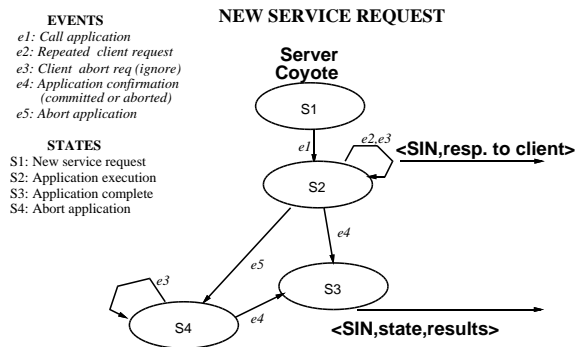 NEW SERVICE REQUEST
EVENTS
e1: Call application
e2: Repeated client request
e3: Client abort req (ignore)
e4: Application confirmation
(committed or aborted)
e5: Abort application
STATES
S1: New service request
S2: Application execution
S3: Application complete
S4: Abort application
Server
Coyote
S1
e1
e2,e3
<SIN,resp. to client>
S2
e4
e5
e3
S3
e4
S4
<SIN,state,results>